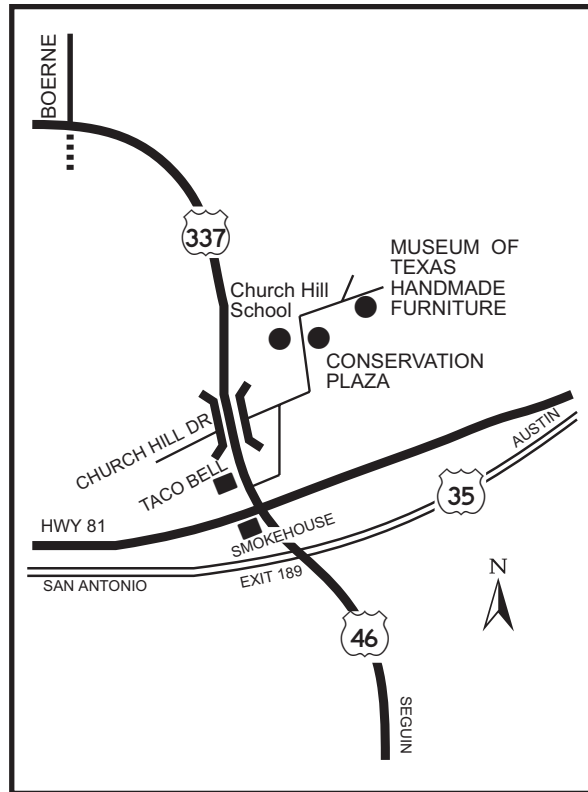 BOERNE
337
MUSEUM OF
TEXAS
HANDMADE
FURNITURE
Church Hill
School
CONSERVATION
PLAZA
CHURCH HILL DR
TACO BELL
AUSTIN
35
HWY 81
SMOKEHOUSE
SAN ANTONIO
EXIT 189
N
46
SEGUIN